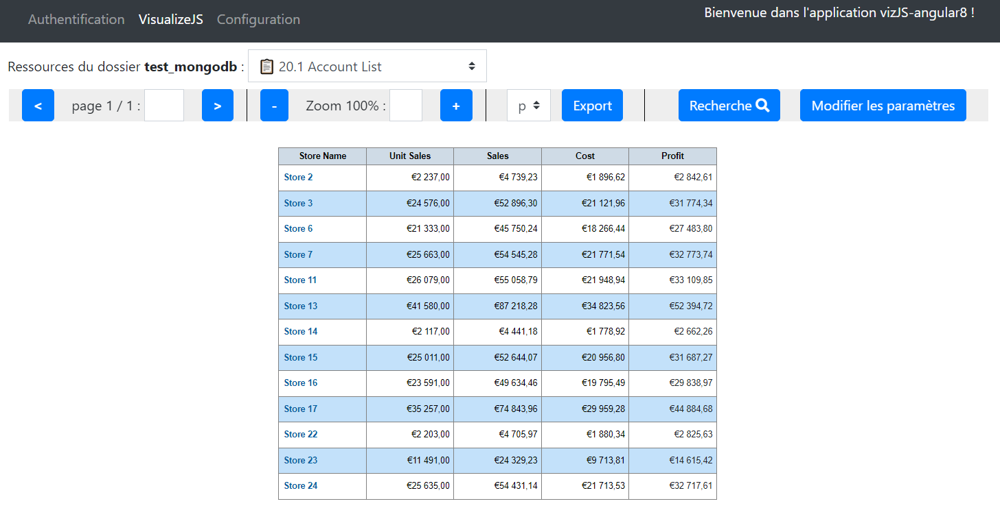 Authentification VisualizeJS Configuration Bienvenue dans l'application vizJS-angular8 !
Ressources du dossier test_mongodb : 20.1 Account List
< page 1 / 1 : > - Zoom 100% : + p Export Recherche Modifier les paramètres
Store Name Unit Sales Sales Cost Profit
Store 2 €2 237,00 €4 739,23 €1 896,62 €2 842,61
Store 3 €24 576,00 €52 896,30 €21 121,96 €31 774,34
Store 6 €21 333,00 €45 750,24 €18 266,44 €27 483,80
Store 7 €25 663,00 €54 545,28 €21 771,54 €32 773,74
Store 11 €26 079,00 €55 058,79 €21 948,94 €33 109,85
Store 13 €41 580,00 €87 218,28 €34 823,56 €52 394,72
Store 14 €2 117,00 €4 441,18 €1 778,92 €2 662,26
Store 15 €25 011,00 €52 644,07 €20 956,80 €31 687,27
Store 16 €23 591,00 €49 634,46 €19 795,49 €29 838,97
Store 17 €35 257,00 €74 843,96 €29 959,28 €44 884,68
Store 22 €2 203,00 €4 705,97 €1 880,34 €2 825,63
Store 23 €11 491,00 €24 329,23 €9 713,81 €14 615,42
Store 24 €25 635,00 €54 431,14 €21 713,53 €32 717,61